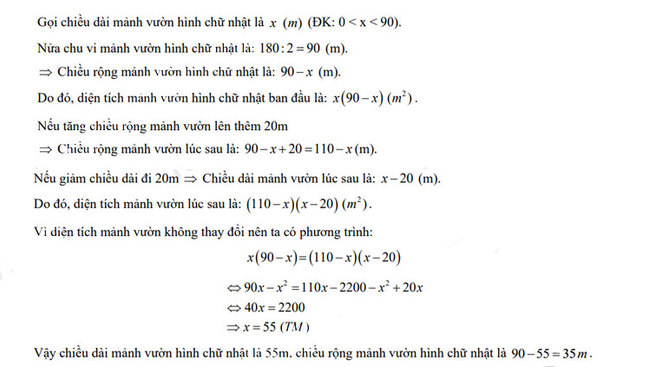 Gọi chiều dài mảnh vườn hình chữ nhật là x (m) (ĐK: 0 < x < 90).
Nửa chu vi mảnh vườn hình chữ nhật là: 180 : 2 = 90 (m).
⇒ Chiều rộng mảnh vườn hình chữ nhật là: 90 − x (m).
Do đó, diện tích mảnh vườn hình chữ nhật ban đầu là: x(90 − x) (m²).
Nếu tăng chiều rộng mảnh vườn lên thêm 20m
⇒ Chiều rộng mảnh vườn lúc sau là: 90 − x + 20 = 110 − x (m).
Nếu giảm chiều dài đi 20m ⇒ Chiều dài mảnh vườn lúc sau là: x − 20 (m).
Do đó, diện tích mảnh vườn lúc sau là: (110 − x)(x − 20) (m²).
Vì diện tích mảnh vườn không thay đổi nên ta có phương trình:
x(90 − x) = (110 − x)(x − 20)
⇔ 90x − x² = 110x − 2200 − x² + 20x
⇔ 40x = 2200
⇒ x = 55 (TM)
Vậy chiều dài mảnh vườn hình chữ nhật là 55m, chiều rộng mảnh vườn hình chữ nhật là 90 − 55 = 35m.